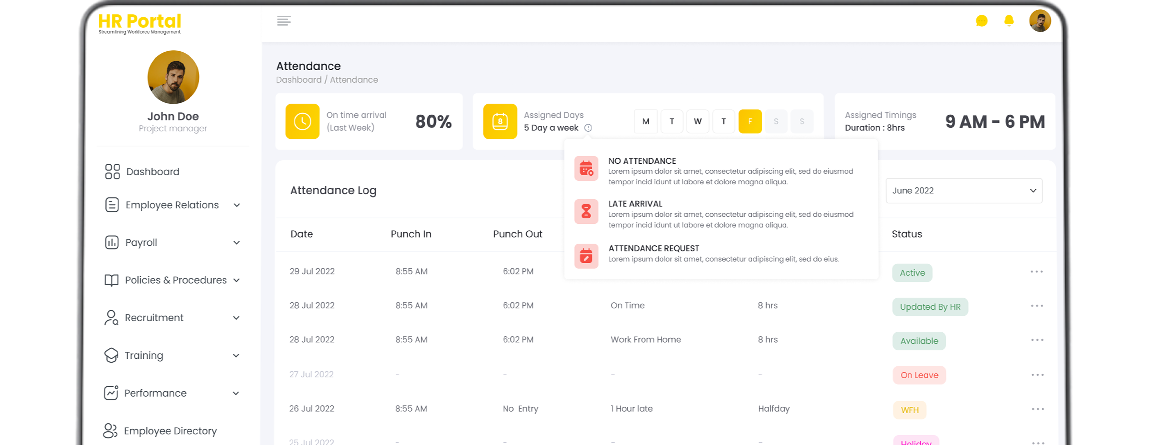 HR Portal
Streamlining Workforce Management
John Doe
Project manager
Dashboard
Employee Relations
Payroll
Policies & Procedures
Recruitment
Training
Performance
Employee Directory
Attendance
Dashboard / Attendance
On time arrival
(Last Week)
80%
Assigned Days
5 Day a week
M T W T F S S
Assigned Timings
Duration : 8hrs
9 AM - 6 PM
NO ATTENDANCE
Lorem ipsum dolor sit amet, consectetur adipiscing elit, sed do eiusmod
tempor incid idunt ut labore et dolore magna aliqua.
LATE ARRIVAL
Lorem ipsum dolor sit amet, consectetur adipiscing elit, sed do eiusmod
tempor incid idunt ut labore et dolore magna aliqua.
ATTENDANCE REQUEST
Lorem ipsum dolor sit amet, consectetur adipiscing elit, sed do eius.
Attendance Log
June 2022
Date Punch In Punch Out Status
29 Jul 2022 8:55 AM 6:02 PM Active
28 Jul 2022 8:55 AM 6:02 PM On Time 8 hrs Updated By HR
28 Jul 2022 8:55 AM 6:02 PM Work From Home 8 hrs Available
27 Jul 2022 - - - - On Leave
26 Jul 2022 8:55 AM No Entry 1 Hour late Halfday WFH
25 Jul 2022 - - - - Holiday